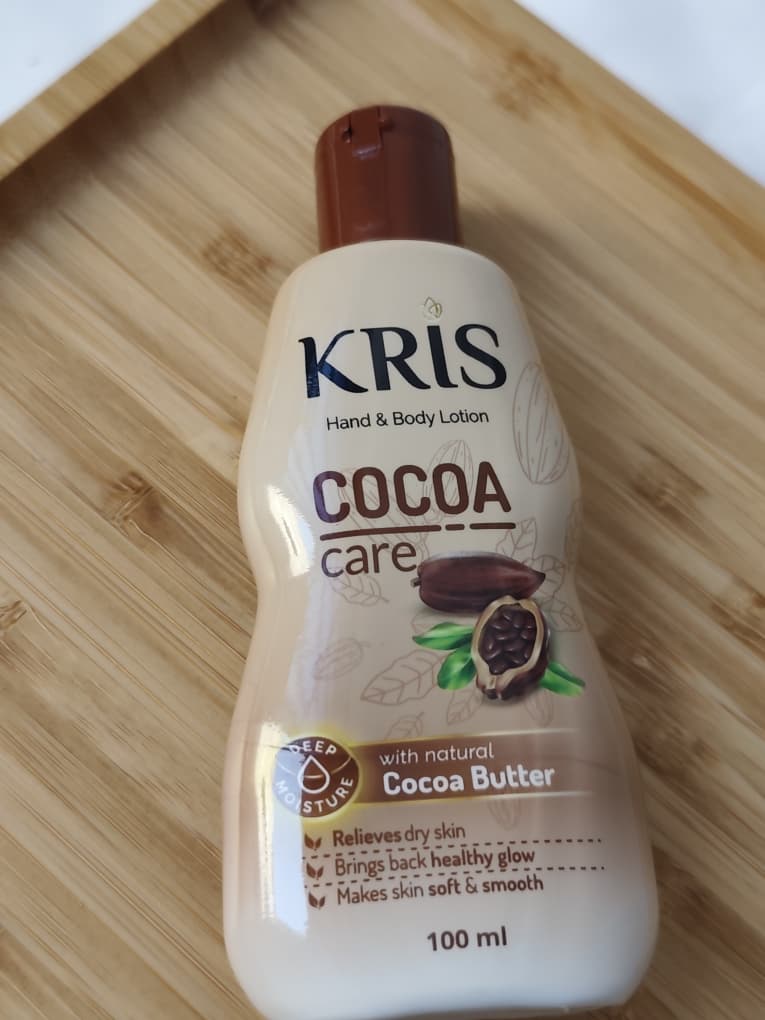 KRIS
Hand & Body Lotion
COCOA
care
DEEP
MOISTURE
with natural
Cocoa Butter
Relieves dry skin
Brings back healthy glow
Makes skin soft & smooth
100 ml